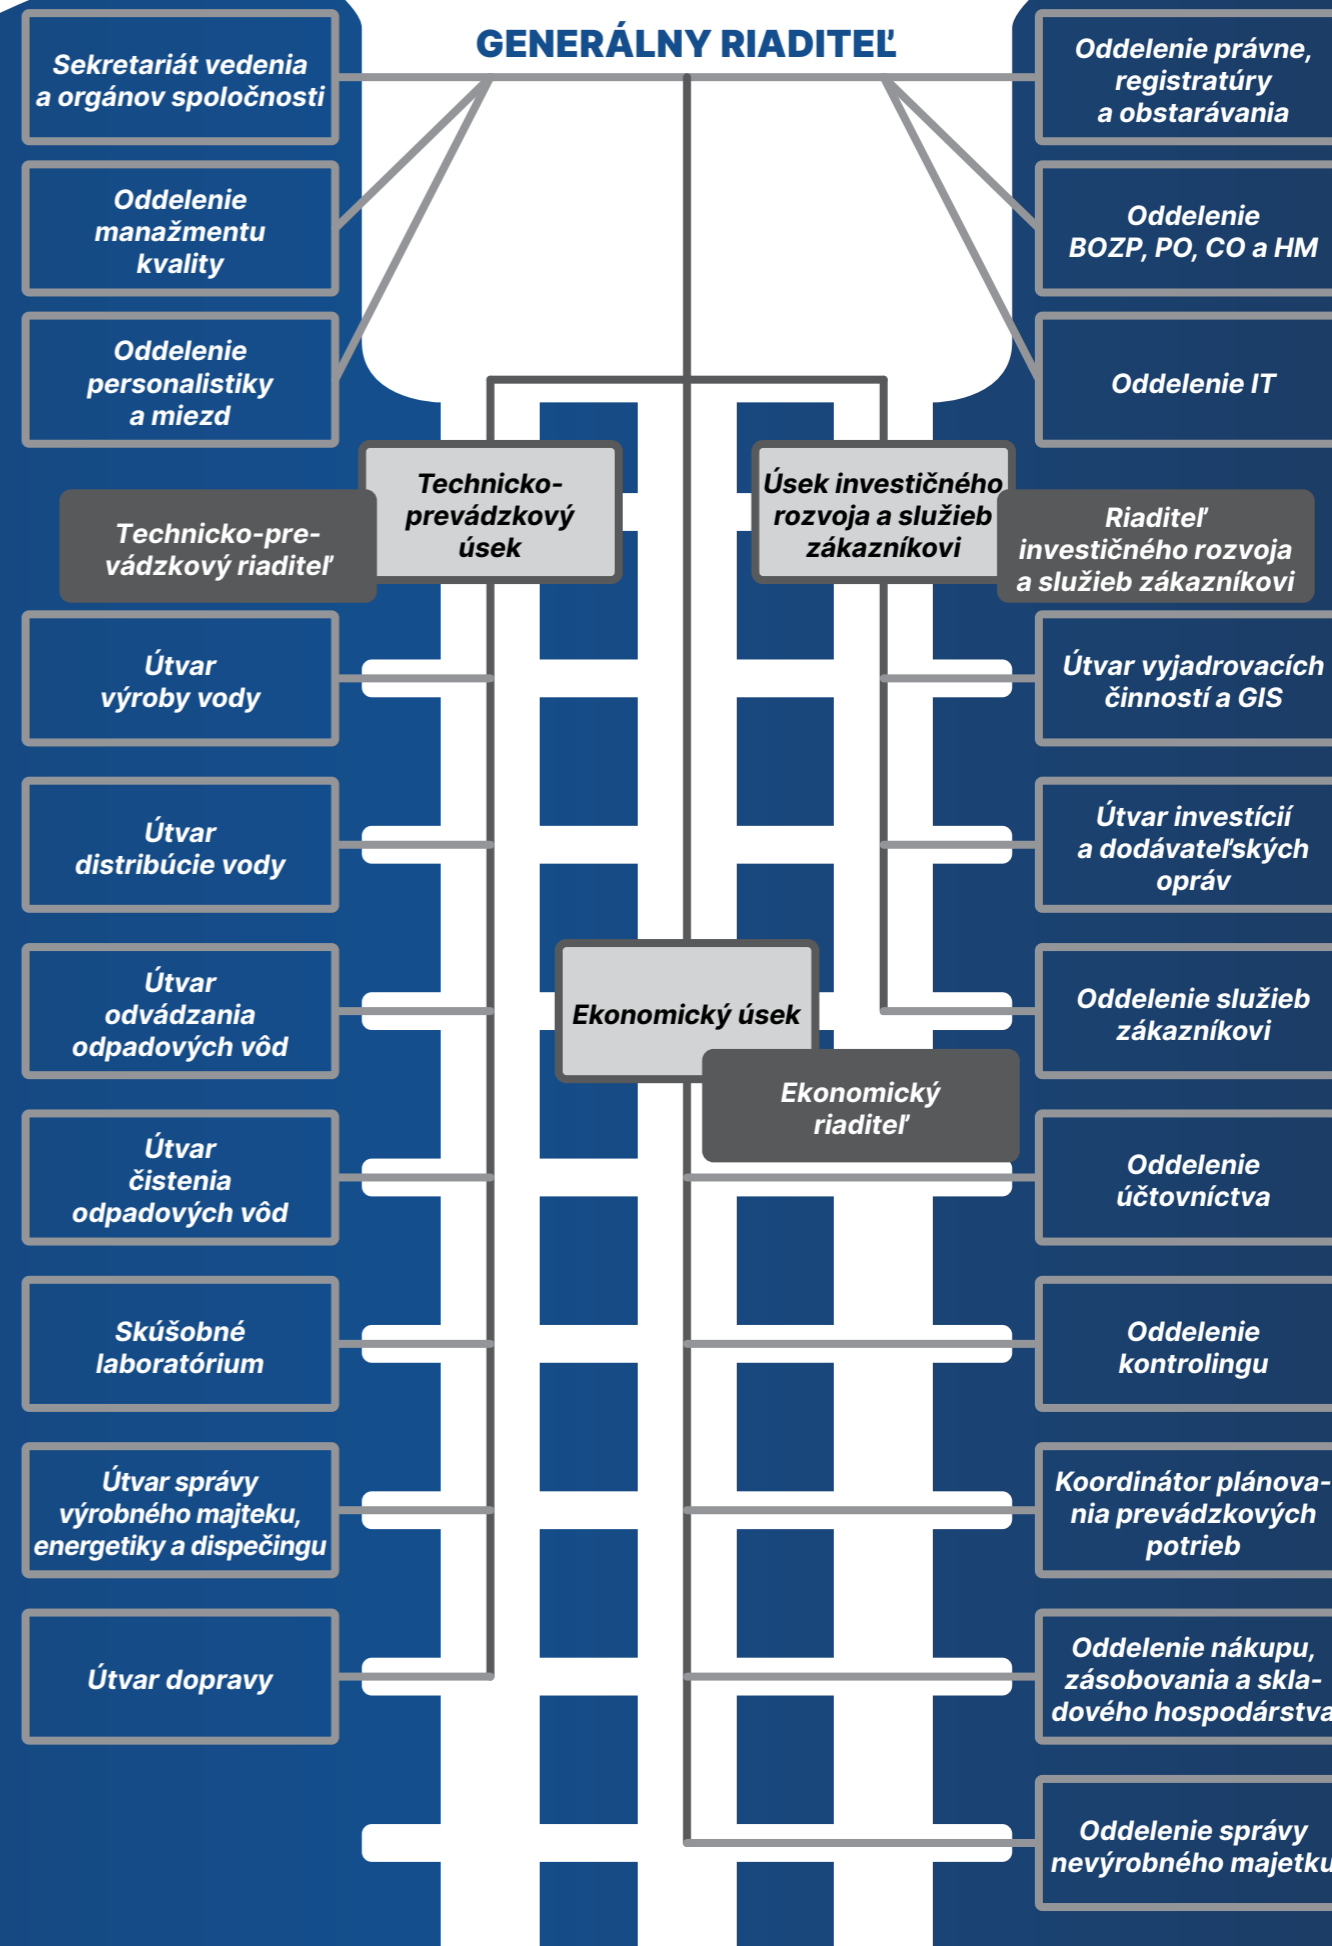 GENERÁLNY RIADITEĽ
Sekretariát vedenia
a orgánov spoločnosti
Oddelenie
manažmentu
kvality
Oddelenie
personalistiky
a miezd
Oddelenie právne,
registratúry
a obstarávania
Oddelenie
BOZP, PO, CO a HM
Oddelenie IT
Technicko-
prevádzkový
úsek
Technicko-pre-
vádzkový riaditeľ
Úsek investičného
rozvoja a služieb
zákazníkovi
Riaditeľ
investičného rozvoja
a služieb zákazníkovi
Útvar
výroby vody
Útvar
distribúcie vody
Útvar
odvádzania
odpadových vôd
Útvar
čistenia
odpadových vôd
Skúšobné
laboratórium
Útvar správy
výrobného majteku,
energetiky a dispečingu
Útvar dopravy
Útvar vyjadrovacích
činností a GIS
Útvar investícií
a dodávateľských
opráv
Oddelenie služieb
zákazníkovi
Ekonomický úsek
Ekonomický
riaditeľ
Oddelenie
účtovníctva
Oddelenie
kontrolingu
Koordinátor plánova-
nia prevádzkových
potrieb
Oddelenie nákupu,
zásobovania a skla-
dového hospodárstva
Oddelenie správy
nevýrobného majetku